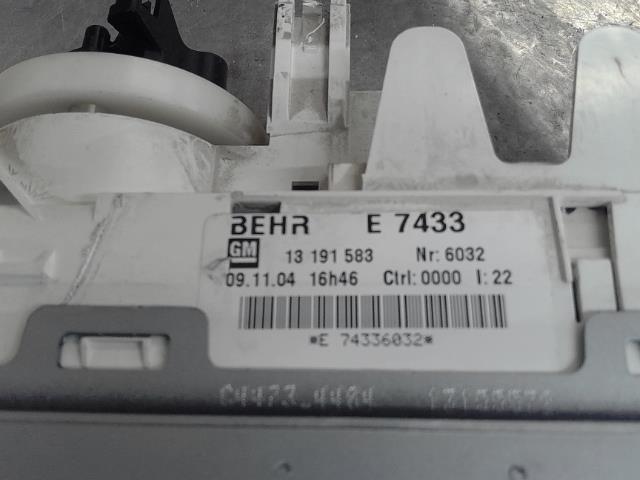 BEHR E 7433
GM 13 191 583 Nr: 6032
09.11.04 16h46 Ctrl: 0000 I: 22
*E 74336032*